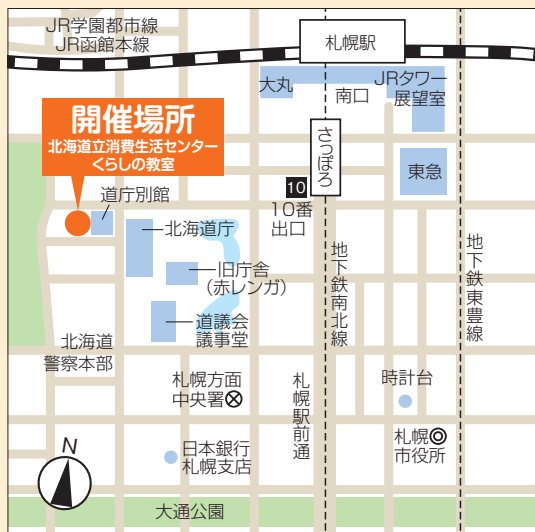 JR学園都市線
JR函館本線
札幌駅
大丸
南口
JRタワー
展望室
開催場所
北海道立消費生活センター
くらしの教室
さっぽろ
東急
10
10番
出口
道庁別館
北海道庁
旧庁舎
(赤レンガ)
地下鉄南北線
地下鉄東豊線
道議会
議事堂
北海道
警察本部
札幌方面
中央署
札幌駅前通
時計台
札幌
市役所
日本銀行
札幌支店
N
大通公園